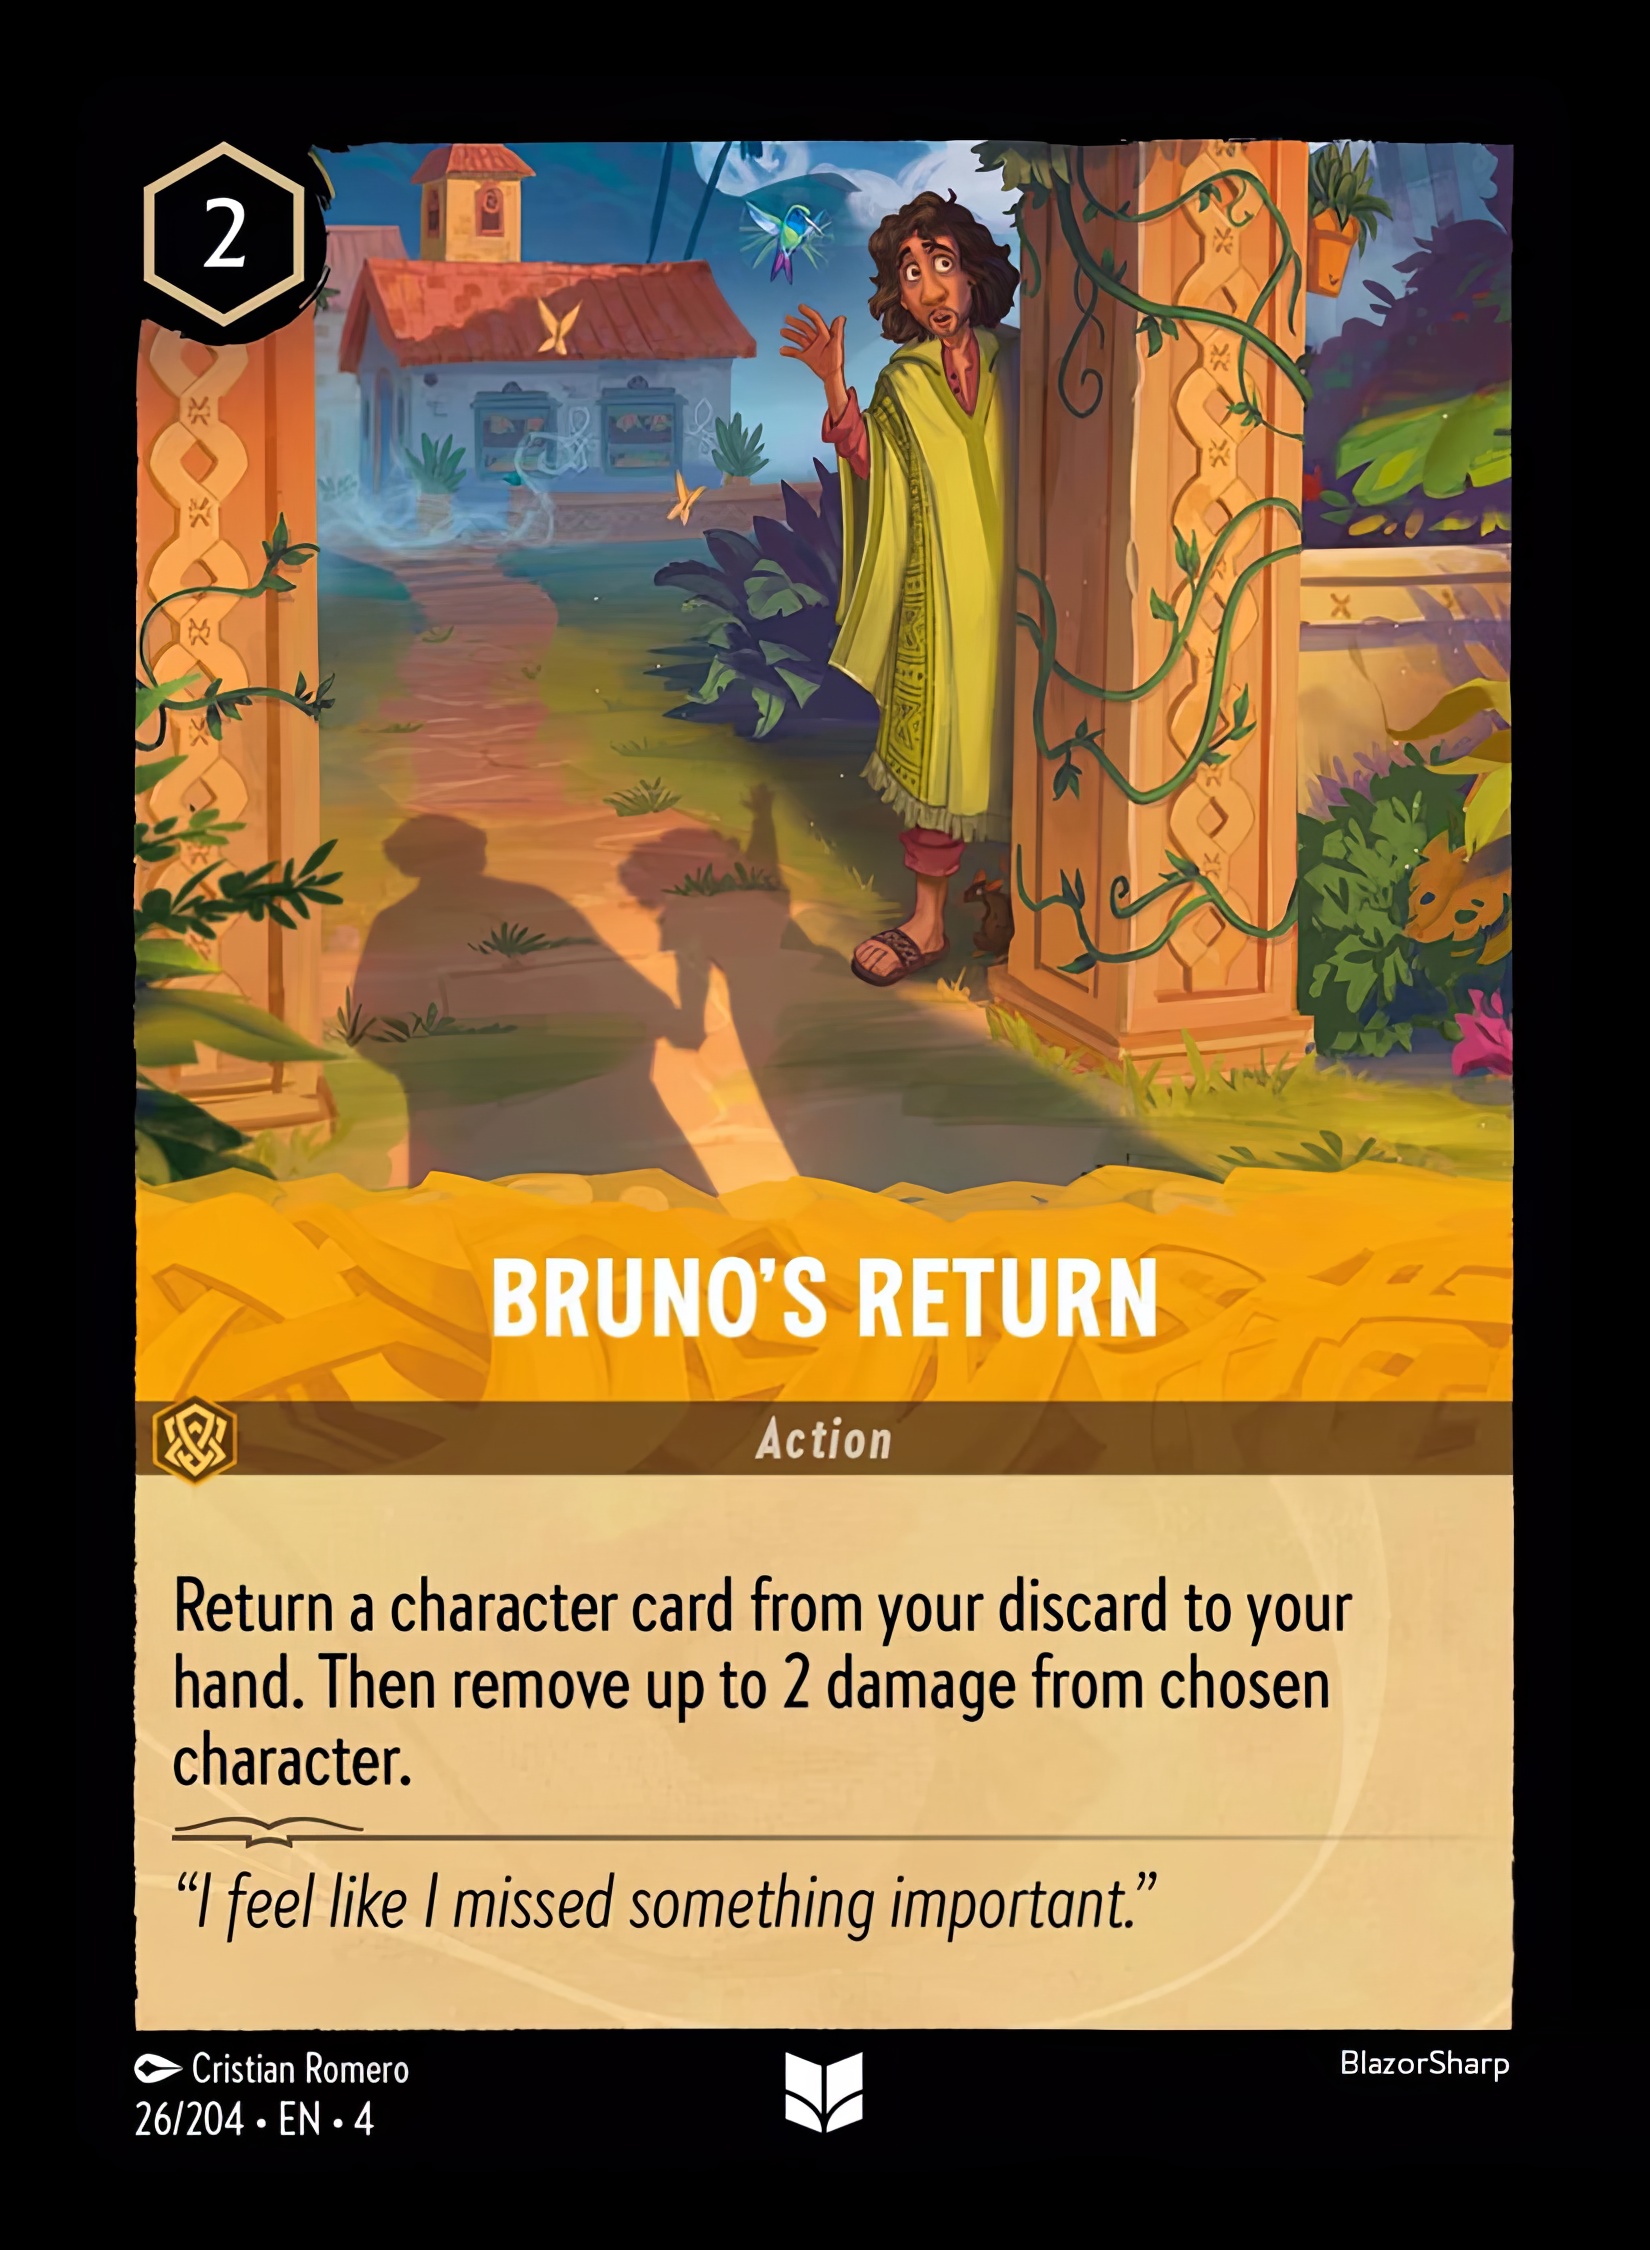 2
BRUNO’S RETURN
Action
Return a character card from your discard to your
hand. Then remove up to 2 damage from chosen
character.
“I feel like I missed something important.”
Cristian Romero
26/204 • EN • 4
BlazorSharp